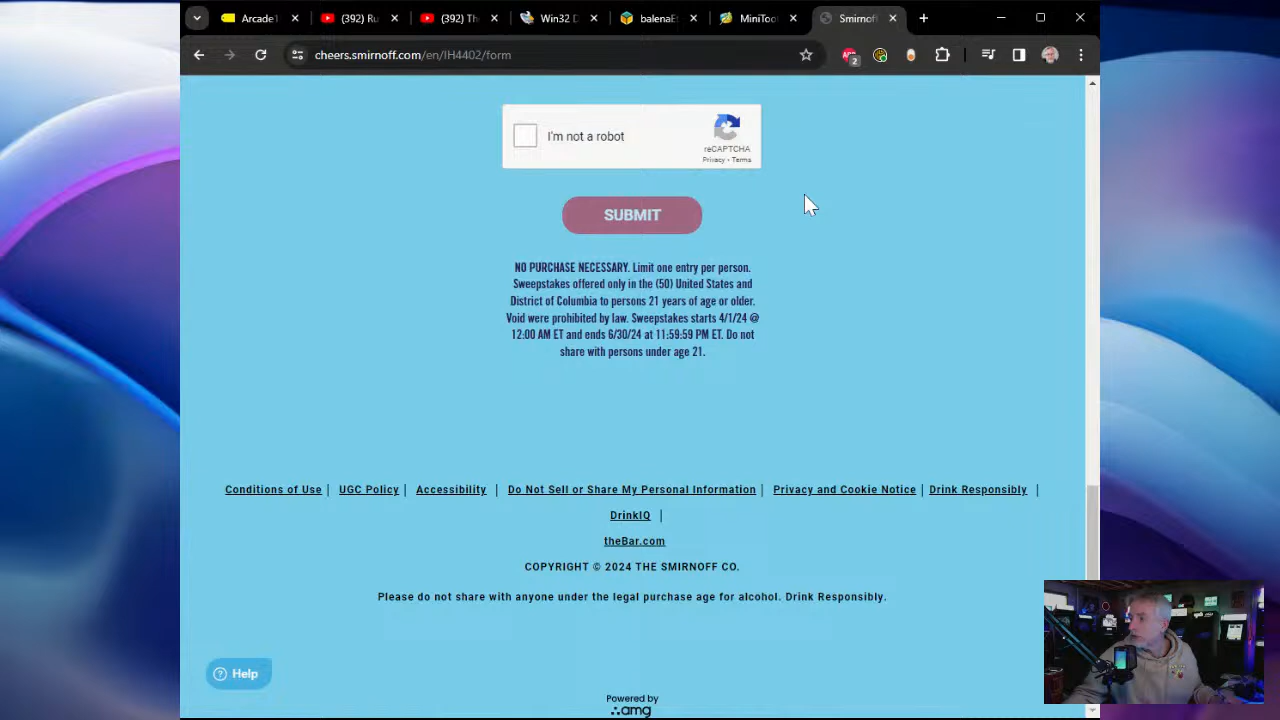 Arcade1
(392) Ru
(392) The
Win32 D
balenaEt
MiniToo
Smirnoff
cheers.smirnoff.com/en/IH4402/form
2
I'm not a robot
reCAPTCHA
Privacy - Terms
SUBMIT
NO PURCHASE NECESSARY. Limit one entry per person.
Sweepstakes offered only in the (50) United States and
District of Columbia to persons 21 years of age or older.
Void were prohibited by law. Sweepstakes starts 4/1/24 @
12:00 AM ET and ends 6/30/24 at 11:59:59 PM ET. Do not
share with persons under age 21.
Conditions of Use | UGC Policy | Accessibility | Do Not Sell or Share My Personal Information | Privacy and Cookie Notice | Drink Responsibly |
DrinkIQ |
theBar.com
COPYRIGHT © 2024 THE SMIRNOFF CO.
Please do not share with anyone under the legal purchase age for alcohol. Drink Responsibly.
Help
Powered by
amg